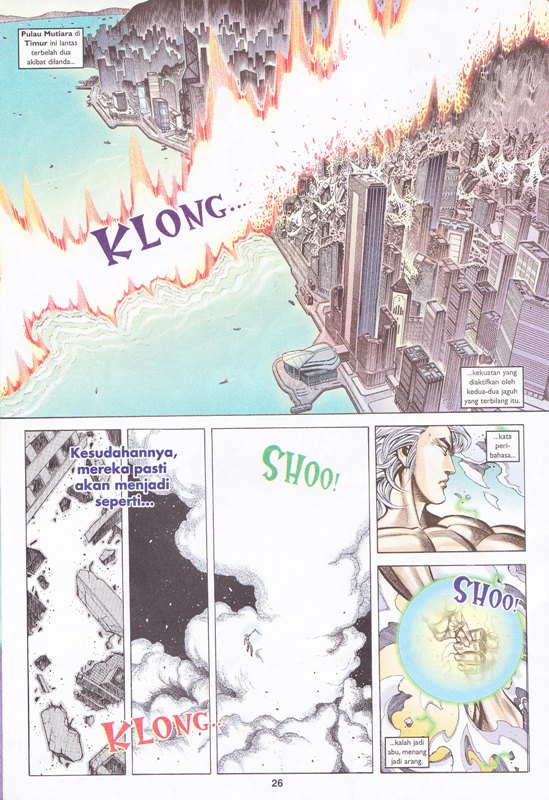 Pulau Mutiara di
Timur ini lantas
terbelah dua
akibat dilanda...
KLONG...
...kekuatan yang
diaktifkan oleh
kedua-dua jaguh
yang terbilang itu.
Kesudahannya,
mereka pasti
akan menjadi
seperti...
KLONG...
SHOO!
...kata
peri-
bahasa...
SHOO!
...kalah jadi
abu, menang
jadi arang.
26